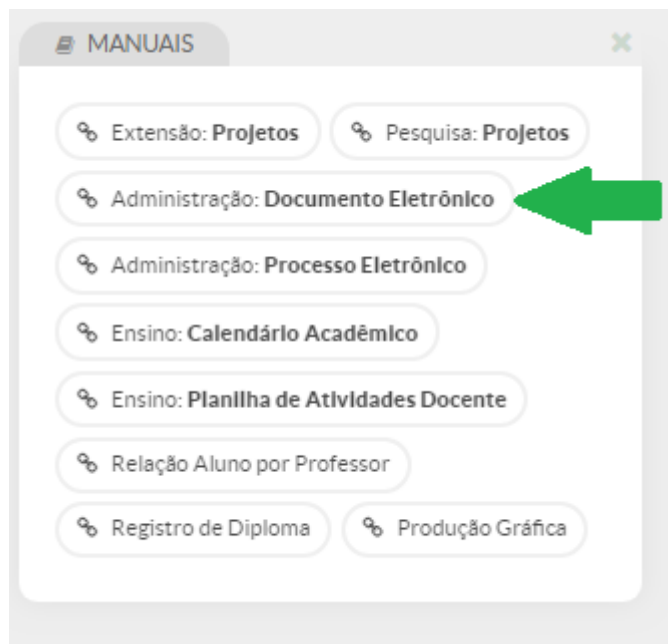 MANUAIS
Extensão: Projetos
Pesquisa: Projetos
Administração: Documento Eletrônico
Administração: Processo Eletrônico
Ensino: Calendário Acadêmico
Ensino: Planilha de Atividades Docente
Relação Aluno por Professor
Registro de Diploma
Produção Gráfica